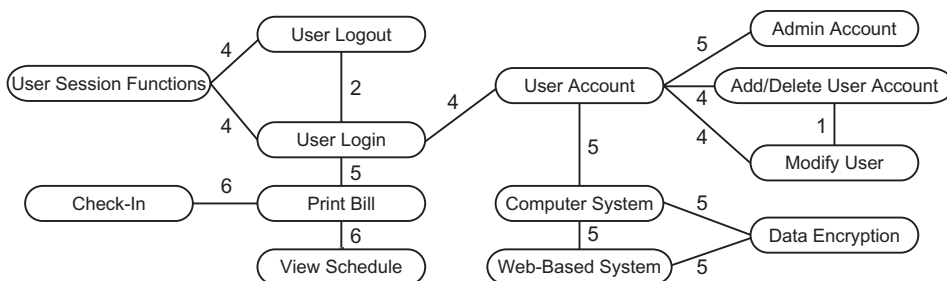 User Logout
Admin Account
4
5
User Session Functions
2
User Account
Add/Delete User Account
4
4
4
4
1
User Login
Modify User
5
5
Check-In
6
Print Bill
Computer System
5
6
5
Data Encryption
View Schedule
Web-Based System
5